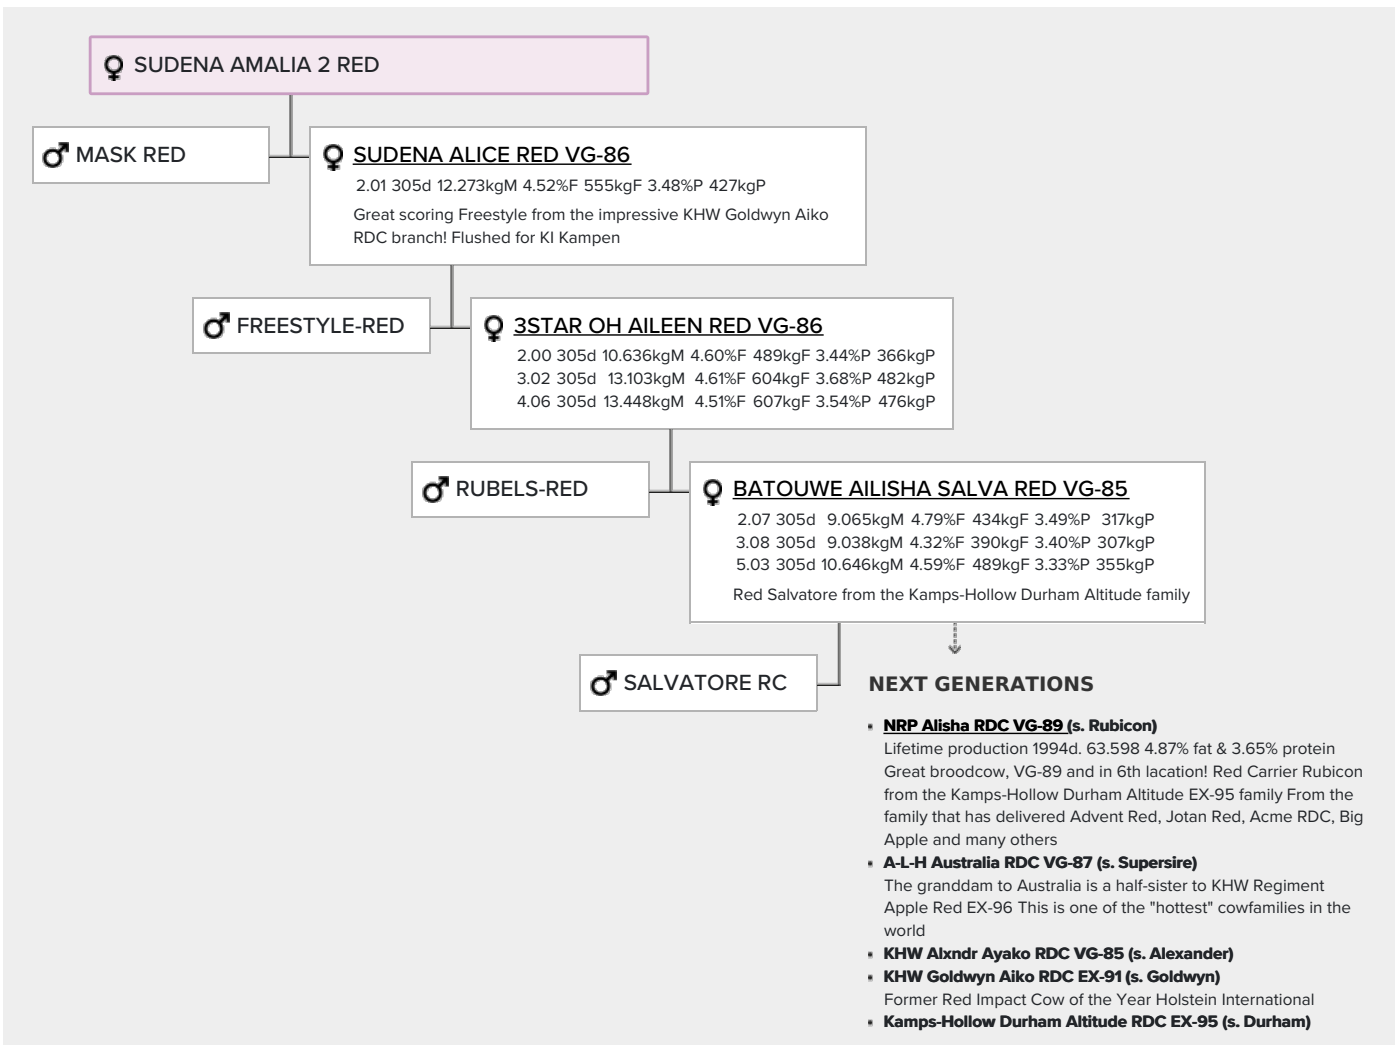 SUDENA AMALIA 2 RED
MASK RED
SUDENA ALICE RED VG-86
2.01 305d 12.273kgM 4.52%F 555kgF 3.48%P 427kgP
Great scoring Freestyle from the impressive KHW Goldwyn Aiko
RDC branch! Flushed for KI Kampen
FREESTYLE-RED
3STAR OH AILEEN RED VG-86
2.00 305d 10.636kgM 4.60%F 489kgF 3.44%P 366kgP
3.02 305d 13.103kgM 4.61%F 604kgF 3.68%P 482kgP
4.06 305d 13.448kgM 4.51%F 607kgF 3.54%P 476kgP
RUBELS-RED
BATOUWE AILISHA SALVA RED VG-85
2.07 305d 9.065kgM 4.79%F 434kgF 3.49%P 317kgP
3.08 305d 9.038kgM 4.32%F 390kgF 3.40%P 307kgP
5.03 305d 10.646kgM 4.59%F 489kgF 3.33%P 355kgP
Red Salvatore from the Kamps-Hollow Durham Altitude family
SALVATORE RC
NEXT GENERATIONS
NRP Alisha RDC VG-89 (s. Rubicon)
Lifetime production 1994d. 63.598 4.87% fat & 3.65% protein
Great broodcow, VG-89 and in 6th lacation! Red Carrier Rubicon
from the Kamps-Hollow Durham Altitude EX-95 family From the
family that has delivered Advent Red, Jotan Red, Acme RDC, Big
Apple and many others
A-L-H Australia RDC VG-87 (s. Supersire)
The granddam to Australia is a half-sister to KHW Regiment
Apple Red EX-96 This is one of the "hottest" cowfamilies in the
world
KHW Alxndr Ayako RDC VG-85 (s. Alexander)
KHW Goldwyn Aiko RDC EX-91 (s. Goldwyn)
Former Red Impact Cow of the Year Holstein International
Kamps-Hollow Durham Altitude RDC EX-95 (s. Durham)